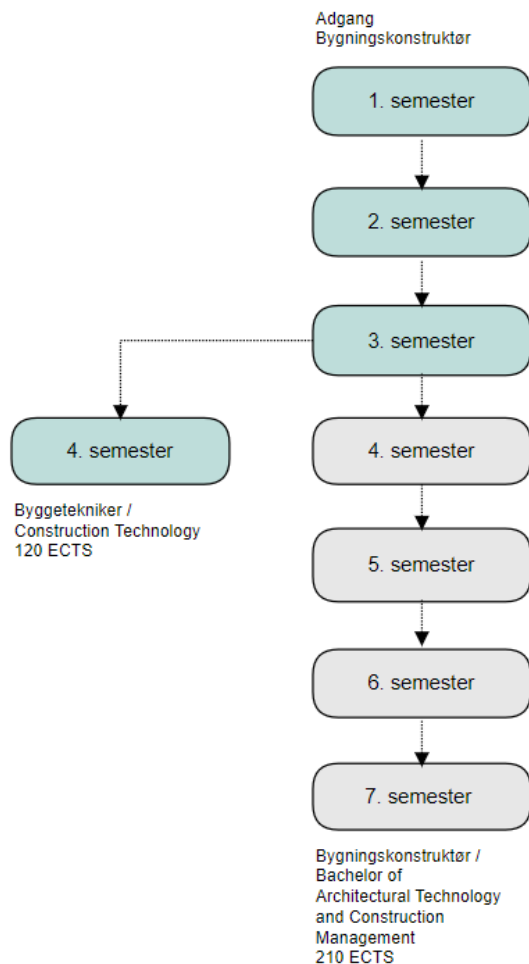 Adgang
Bygningskonstruktør
1. semester
2. semester
3. semester
4. semester
Byggetekniker /
Construction Technology
120 ECTS
4. semester
5. semester
6. semester
7. semester
Bygningskonstruktør /
Bachelor of
Architectural Technology
and Construction
Management
210 ECTS